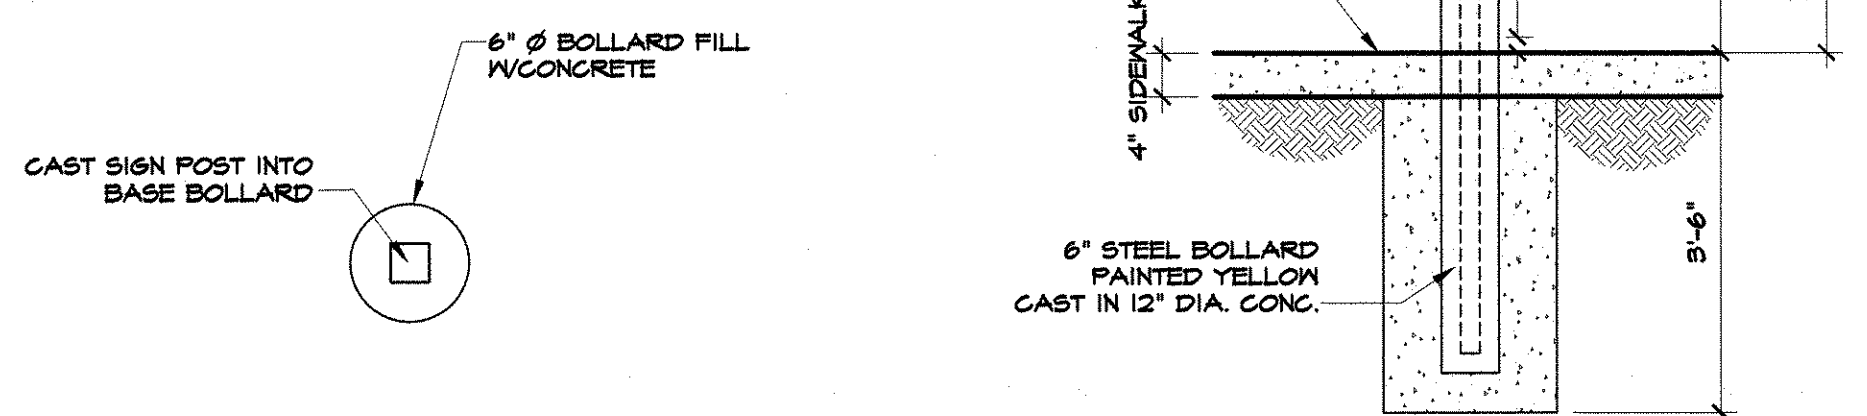 6" Ø BOLLARD FILL
W/CONCRETE
CAST SIGN POST INTO
BASE BOLLARD
4" SIDEWALK
6" STEEL BOLLARD
PAINTED YELLOW
CAST IN 12" DIA. CONC.
3'-6"